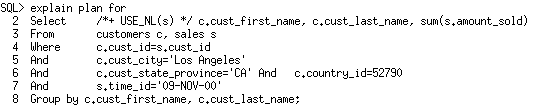 SQL> explain plan for
2 Select /*+ USE_NL(s) */ c.cust_first_name, c.cust_last_name, sum(s.amount_sold)
3 From customers c, sales s
4 Where c.cust_id=s.cust_id
5 And c.cust_city='Los Angeles'
6 And c.cust_state_province='CA' And c.country_id=52790
7 And s.time_id='09-NOV-00'
8 Group by c.cust_first_name, c.cust_last_name;